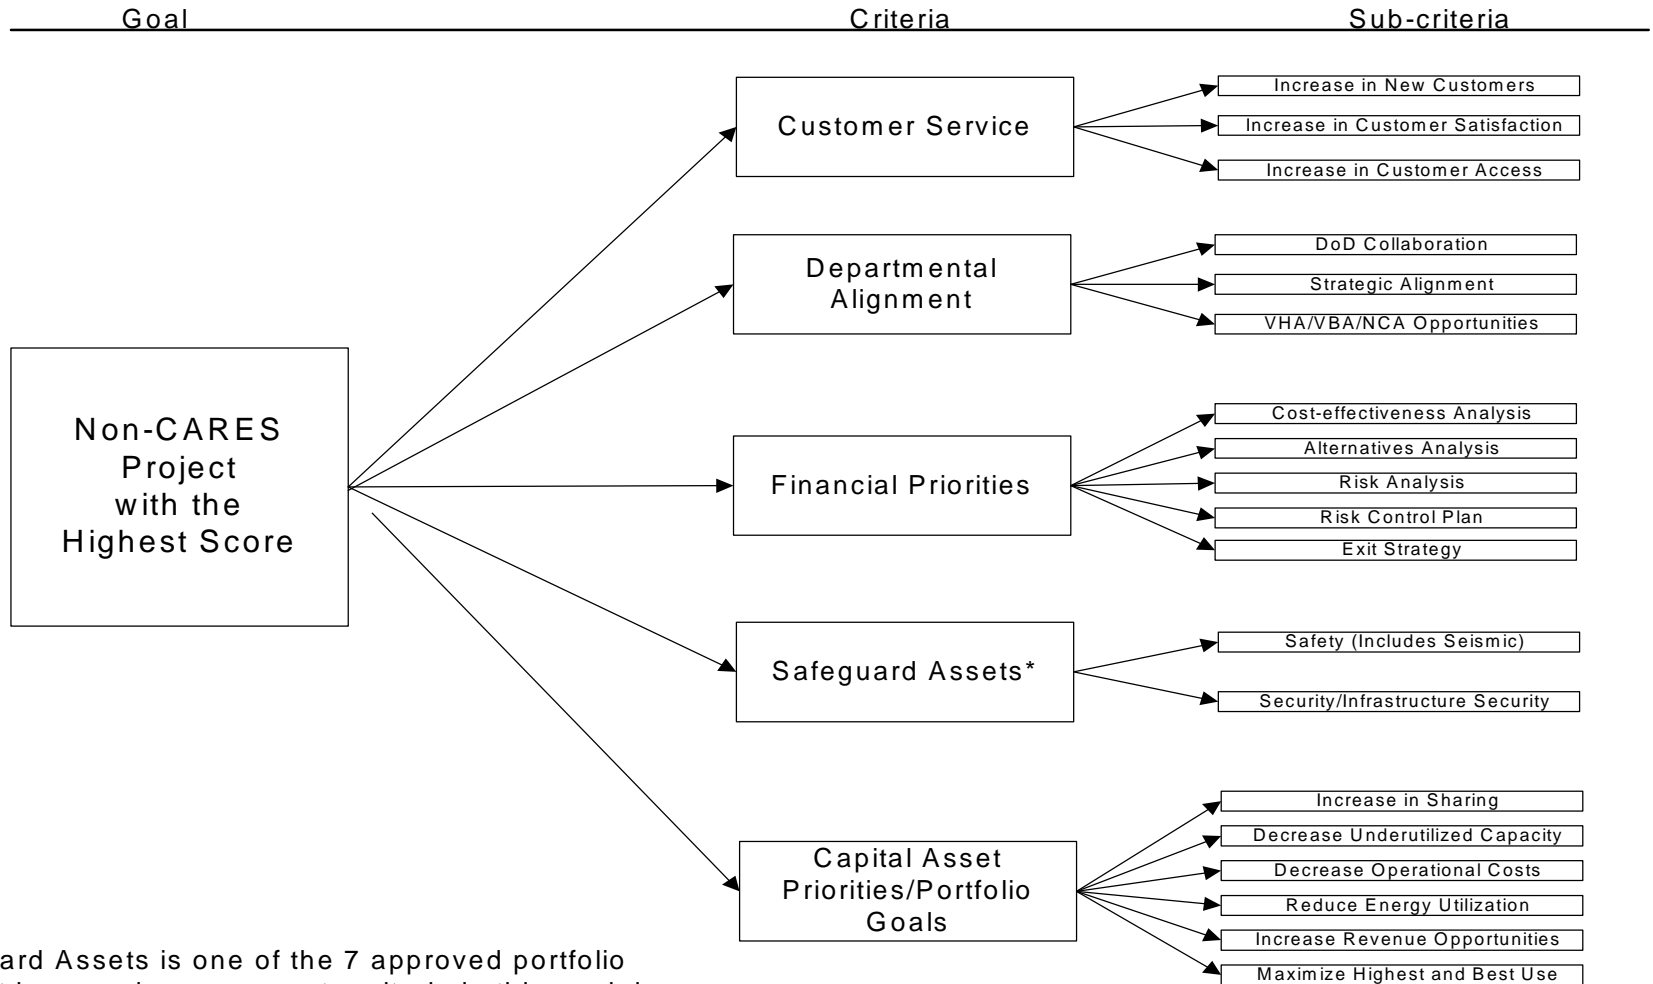 Goal
Criteria
Sub-criteria
Non-CARES
Project
with the
Highest Score
Customer Service
Increase in New Customers
Increase in Customer Satisfaction
Increase in Customer Access
Departmental
Alignment
DoD Collaboration
Strategic Alignment
VHA/VBA/NCA Opportunities
Financial Priorities
Cost-effectiveness Analysis
Alternatives Analysis
Risk Analysis
Risk Control Plan
Exit Strategy
Safeguard Assets*
Safety (Includes Seismic)
Security/Infrastructure Security
Capital Asset
Priorities/Portfolio
Goals
Increase in Sharing
Decrease Underutilized Capacity
Decrease Operational Costs
Reduce Energy Utilization
Increase Revenue Opportunities
Maximize Highest and Best Use
ard Assets is one of the 7 approved portfolio